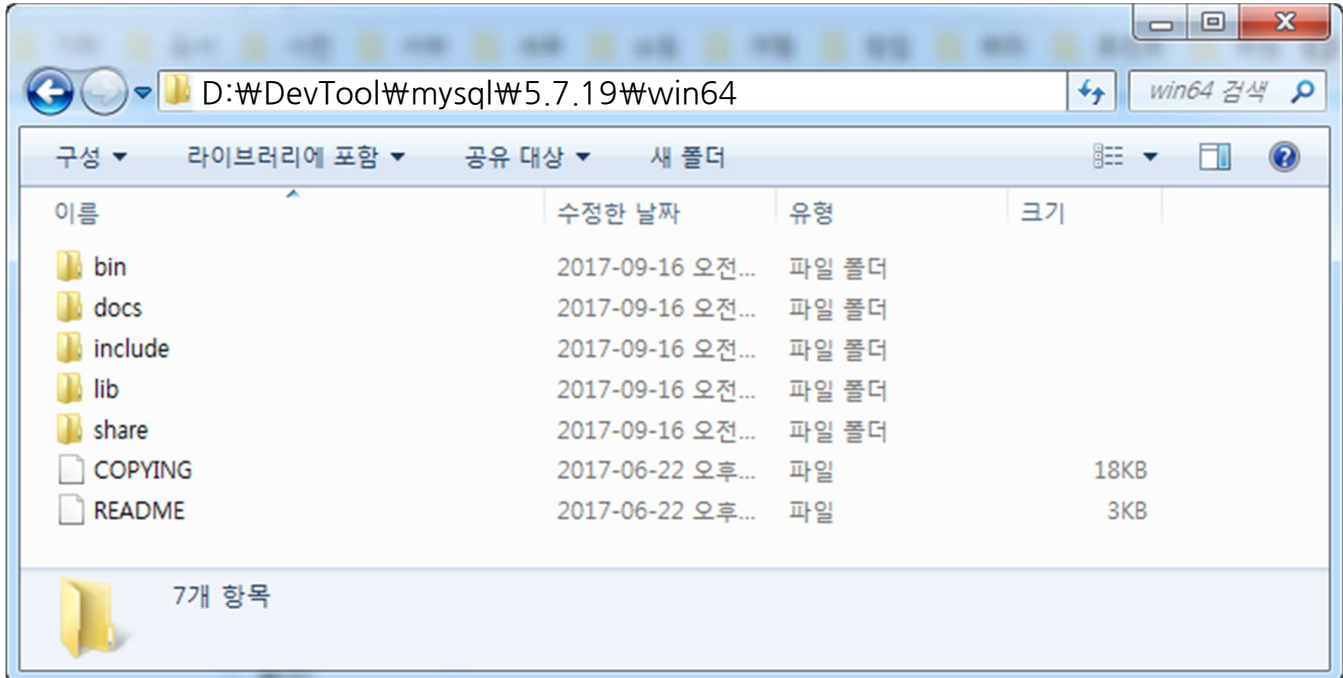 D:₩DevTool₩mysql₩5.7.19₩win64 win64 검색
구성 라이브러리에 포함 공유 대상 새 폴더
이름 수정한 날짜 유형 크기
bin 2017-09-16 오전... 파일 폴더
docs 2017-09-16 오전... 파일 폴더
include 2017-09-16 오전... 파일 폴더
lib 2017-09-16 오전... 파일 폴더
share 2017-09-16 오전... 파일 폴더
COPYING 2017-06-22 오후... 파일 18KB
README 2017-06-22 오후... 파일 3KB
7개 항목